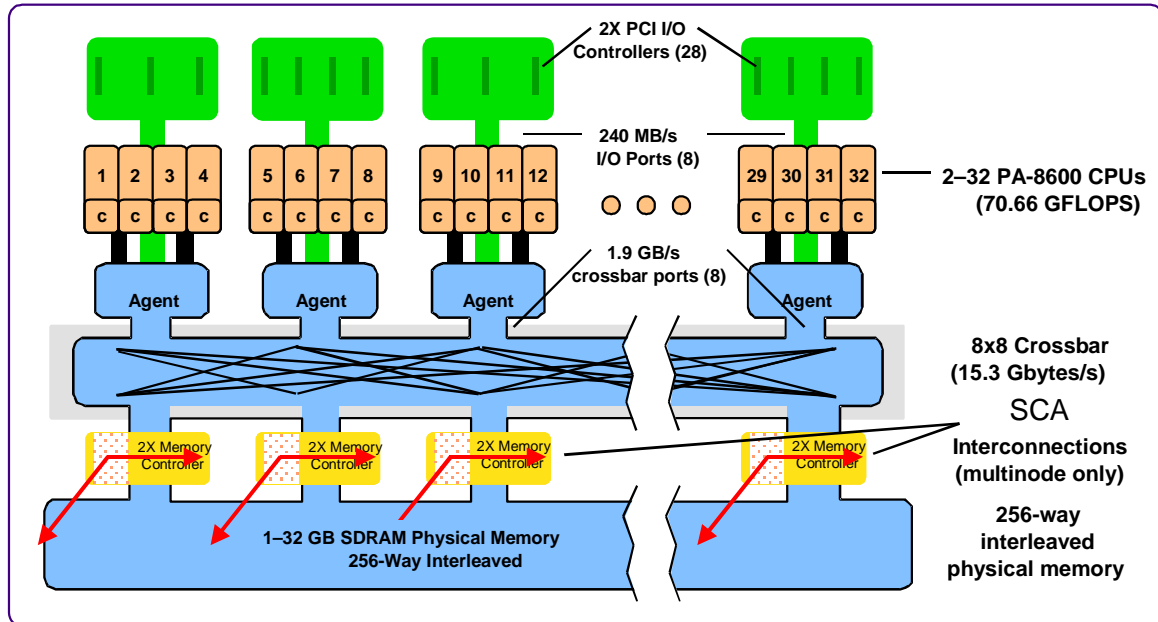 2X PCI I/O
Controllers (28)
240 MB/s
I/O Ports (8)
1 2 3 4
5 6 7 8
9 10 11 12
29 30 31 32
c c c c
c c c c
c c c c
c c c c
2–32 PA-8600 CPUs
(70.66 GFLOPS)
1.9 GB/s
crossbar ports (8)
Agent
Agent
Agent
Agent
8x8 Crossbar
(15.3 Gbytes/s)
SCA
Interconnections
(multinode only)
2X Memory
Controller
2X Memory
Controller
2X Memory
Controller
2X Memory
Controller
1–32 GB SDRAM Physical Memory
256-Way Interleaved
256-way
interleaved
physical memory